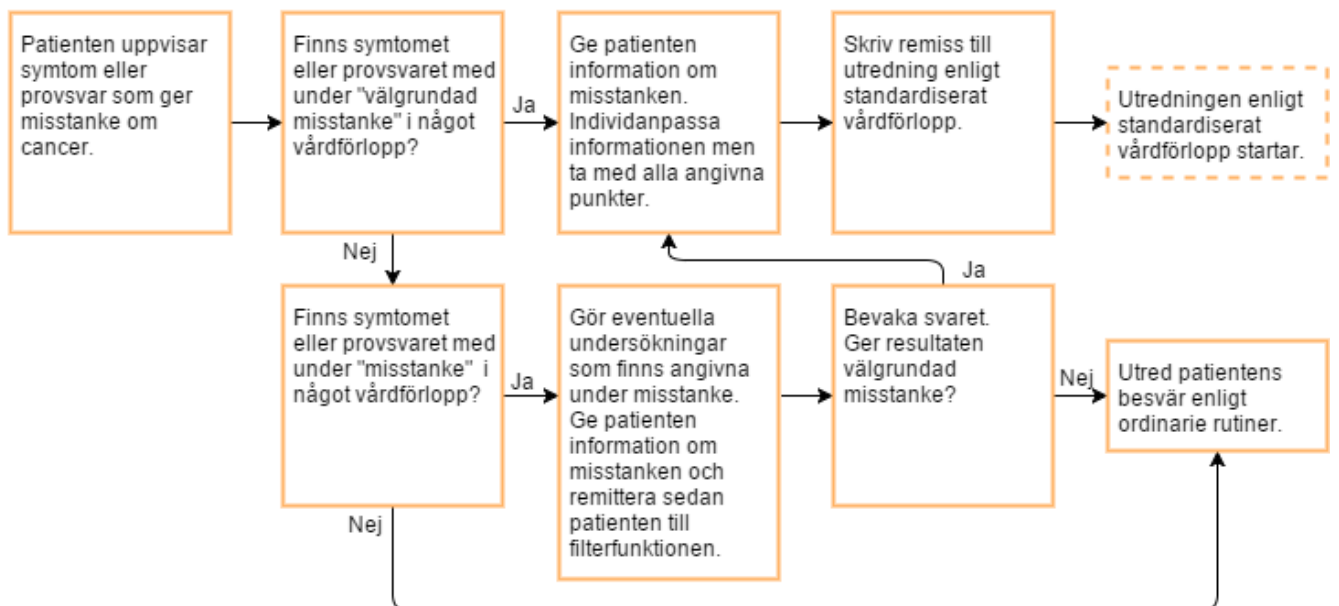 Patienten uppvisar
symtom eller
provsvar som ger
misstanke om
cancer.
Finns symtomet
eller provsvaret med
under "välgrundad
misstanke" i något
vårdförlopp?
Ja
Ge patienten
information om
misstanken.
Individanpassa
informationen men
ta med alla angivna
punkter.
Skriv remiss till
utredning enligt
standardiserat
vårdförlopp.
Utredningen enligt
standardiserat
vårdförlopp startar.
Nej
Ja
Finns symtomet
eller provsvaret med
under "misstanke"  i
något vårdförlopp?
Ja
Gör eventuella
undersökningar
som finns angivna
under misstanke.
Ge patienten
information om
misstanken och
remittera sedan
patienten till
filterfunktionen.
Bevaka svaret.
Ger resultaten
välgrundad
misstanke?
Nej
Utred patientens
besvär enligt
ordinarie rutiner.
Nej